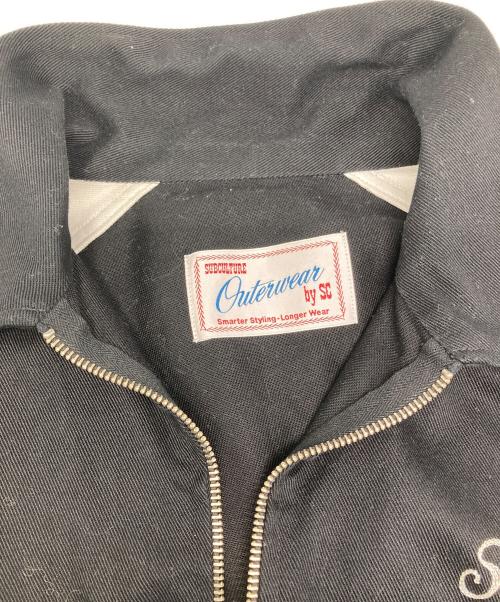 SUBCULTURE
Outerwear
by SC
Smarter Styling-Longer Wear
S